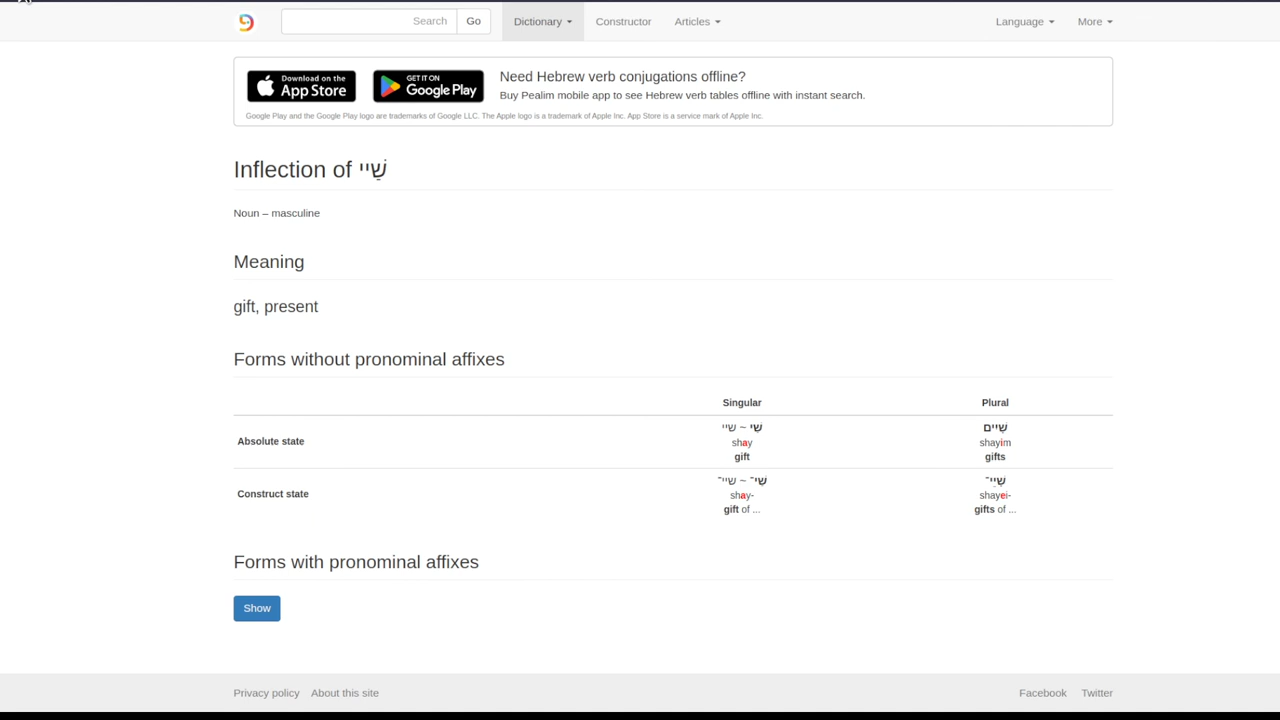 Search Go Dictionary Constructor Articles Language More
Download on the App Store
GET IT ON Google Play
Need Hebrew verb conjugations offline?
Buy Pealim mobile app to see Hebrew verb tables offline with instant search.
Google Play and the Google Play logo are trademarks of Google LLC. The Apple logo is a trademark of Apple Inc. App Store is a service mark of Apple Inc.
Inflection of שַׁיי
Noun – masculine
Meaning
gift, present
Forms without pronominal affixes
Singular Plural
Absolute state
שַׁי ~ שיי
shay
gift
שַׁיִים
shayim
gifts
Construct state
שַׁי־ ~ שיי־
shay-
gift of ...
שַׁיֵי־
shayei-
gifts of ...
Forms with pronominal affixes
Show
Privacy policy About this site Facebook Twitter